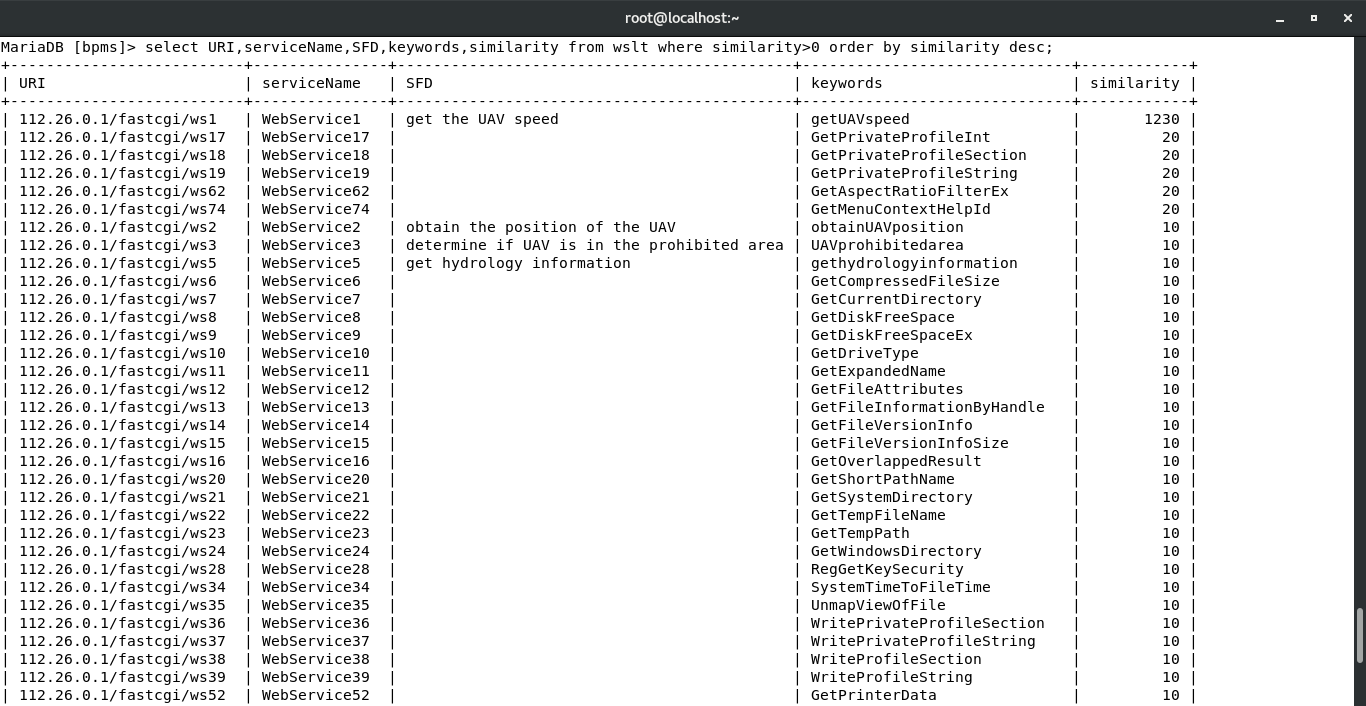 root@localhost:~
MariaDB [bpms]> select URI,serviceName,SFD,keywords,similarity from wslt where similarity>0 order by similarity desc;
+--------------------------+---------------+--------------------------------------------+------------------------------+------------+
| URI                      | serviceName   | SFD                                        | keywords                     | similarity |
+--------------------------+---------------+--------------------------------------------+------------------------------+------------+
| 112.26.0.1/fastcgi/ws1   | WebService1   | get the UAV speed                          | getUAVspeed                  |       1230 |
| 112.26.0.1/fastcgi/ws17  | WebService17  |                                            | GetPrivateProfileInt         |         20 |
| 112.26.0.1/fastcgi/ws18  | WebService18  |                                            | GetPrivateProfileSection     |         20 |
| 112.26.0.1/fastcgi/ws19  | WebService19  |                                            | GetPrivateProfileString      |         20 |
| 112.26.0.1/fastcgi/ws62  | WebService62  |                                            | GetAspectRatioFilterEx       |         20 |
| 112.26.0.1/fastcgi/ws74  | WebService74  |                                            | GetMenuContextHelpId         |         20 |
| 112.26.0.1/fastcgi/ws2   | WebService2   | obtain the position of the UAV             | obtainUAVposition            |         10 |
| 112.26.0.1/fastcgi/ws3   | WebService3   | determine if UAV is in the prohibited area | UAVprohibitedarea            |         10 |
| 112.26.0.1/fastcgi/ws5   | WebService5   | get hydrology information                  | gethydrologyinformation      |         10 |
| 112.26.0.1/fastcgi/ws6   | WebService6   |                                            | GetCompressedFileSize        |         10 |
| 112.26.0.1/fastcgi/ws7   | WebService7   |                                            | GetCurrentDirectory          |         10 |
| 112.26.0.1/fastcgi/ws8   | WebService8   |                                            | GetDiskFreeSpace             |         10 |
| 112.26.0.1/fastcgi/ws9   | WebService9   |                                            | GetDiskFreeSpaceEx           |         10 |
| 112.26.0.1/fastcgi/ws10  | WebService10  |                                            | GetDriveType                 |         10 |
| 112.26.0.1/fastcgi/ws11  | WebService11  |                                            | GetExpandedName              |         10 |
| 112.26.0.1/fastcgi/ws12  | WebService12  |                                            | GetFileAttributes            |         10 |
| 112.26.0.1/fastcgi/ws13  | WebService13  |                                            | GetFileInformationByHandle   |         10 |
| 112.26.0.1/fastcgi/ws14  | WebService14  |                                            | GetFileVersionInfo           |         10 |
| 112.26.0.1/fastcgi/ws15  | WebService15  |                                            | GetFileVersionInfoSize       |         10 |
| 112.26.0.1/fastcgi/ws16  | WebService16  |                                            | GetOverlappedResult          |         10 |
| 112.26.0.1/fastcgi/ws20  | WebService20  |                                            | GetShortPathName             |         10 |
| 112.26.0.1/fastcgi/ws21  | WebService21  |                                            | GetSystemDirectory           |         10 |
| 112.26.0.1/fastcgi/ws22  | WebService22  |                                            | GetTempFileName              |         10 |
| 112.26.0.1/fastcgi/ws23  | WebService23  |                                            | GetTempPath                  |         10 |
| 112.26.0.1/fastcgi/ws24  | WebService24  |                                            | GetWindowsDirectory          |         10 |
| 112.26.0.1/fastcgi/ws28  | WebService28  |                                            | RegGetKeySecurity            |         10 |
| 112.26.0.1/fastcgi/ws34  | WebService34  |                                            | SystemTimeToFileTime         |         10 |
| 112.26.0.1/fastcgi/ws35  | WebService35  |                                            | UnmapViewOfFile              |         10 |
| 112.26.0.1/fastcgi/ws36  | WebService36  |                                            | WritePrivateProfileSection   |         10 |
| 112.26.0.1/fastcgi/ws37  | WebService37  |                                            | WritePrivateProfileString    |         10 |
| 112.26.0.1/fastcgi/ws38  | WebService38  |                                            | WriteProfileSection          |         10 |
| 112.26.0.1/fastcgi/ws39  | WebService39  |                                            | WriteProfileString           |         10 |
| 112.26.0.1/fastcgi/ws52  | WebService52  |                                            | GetPrinterData               |         10 |